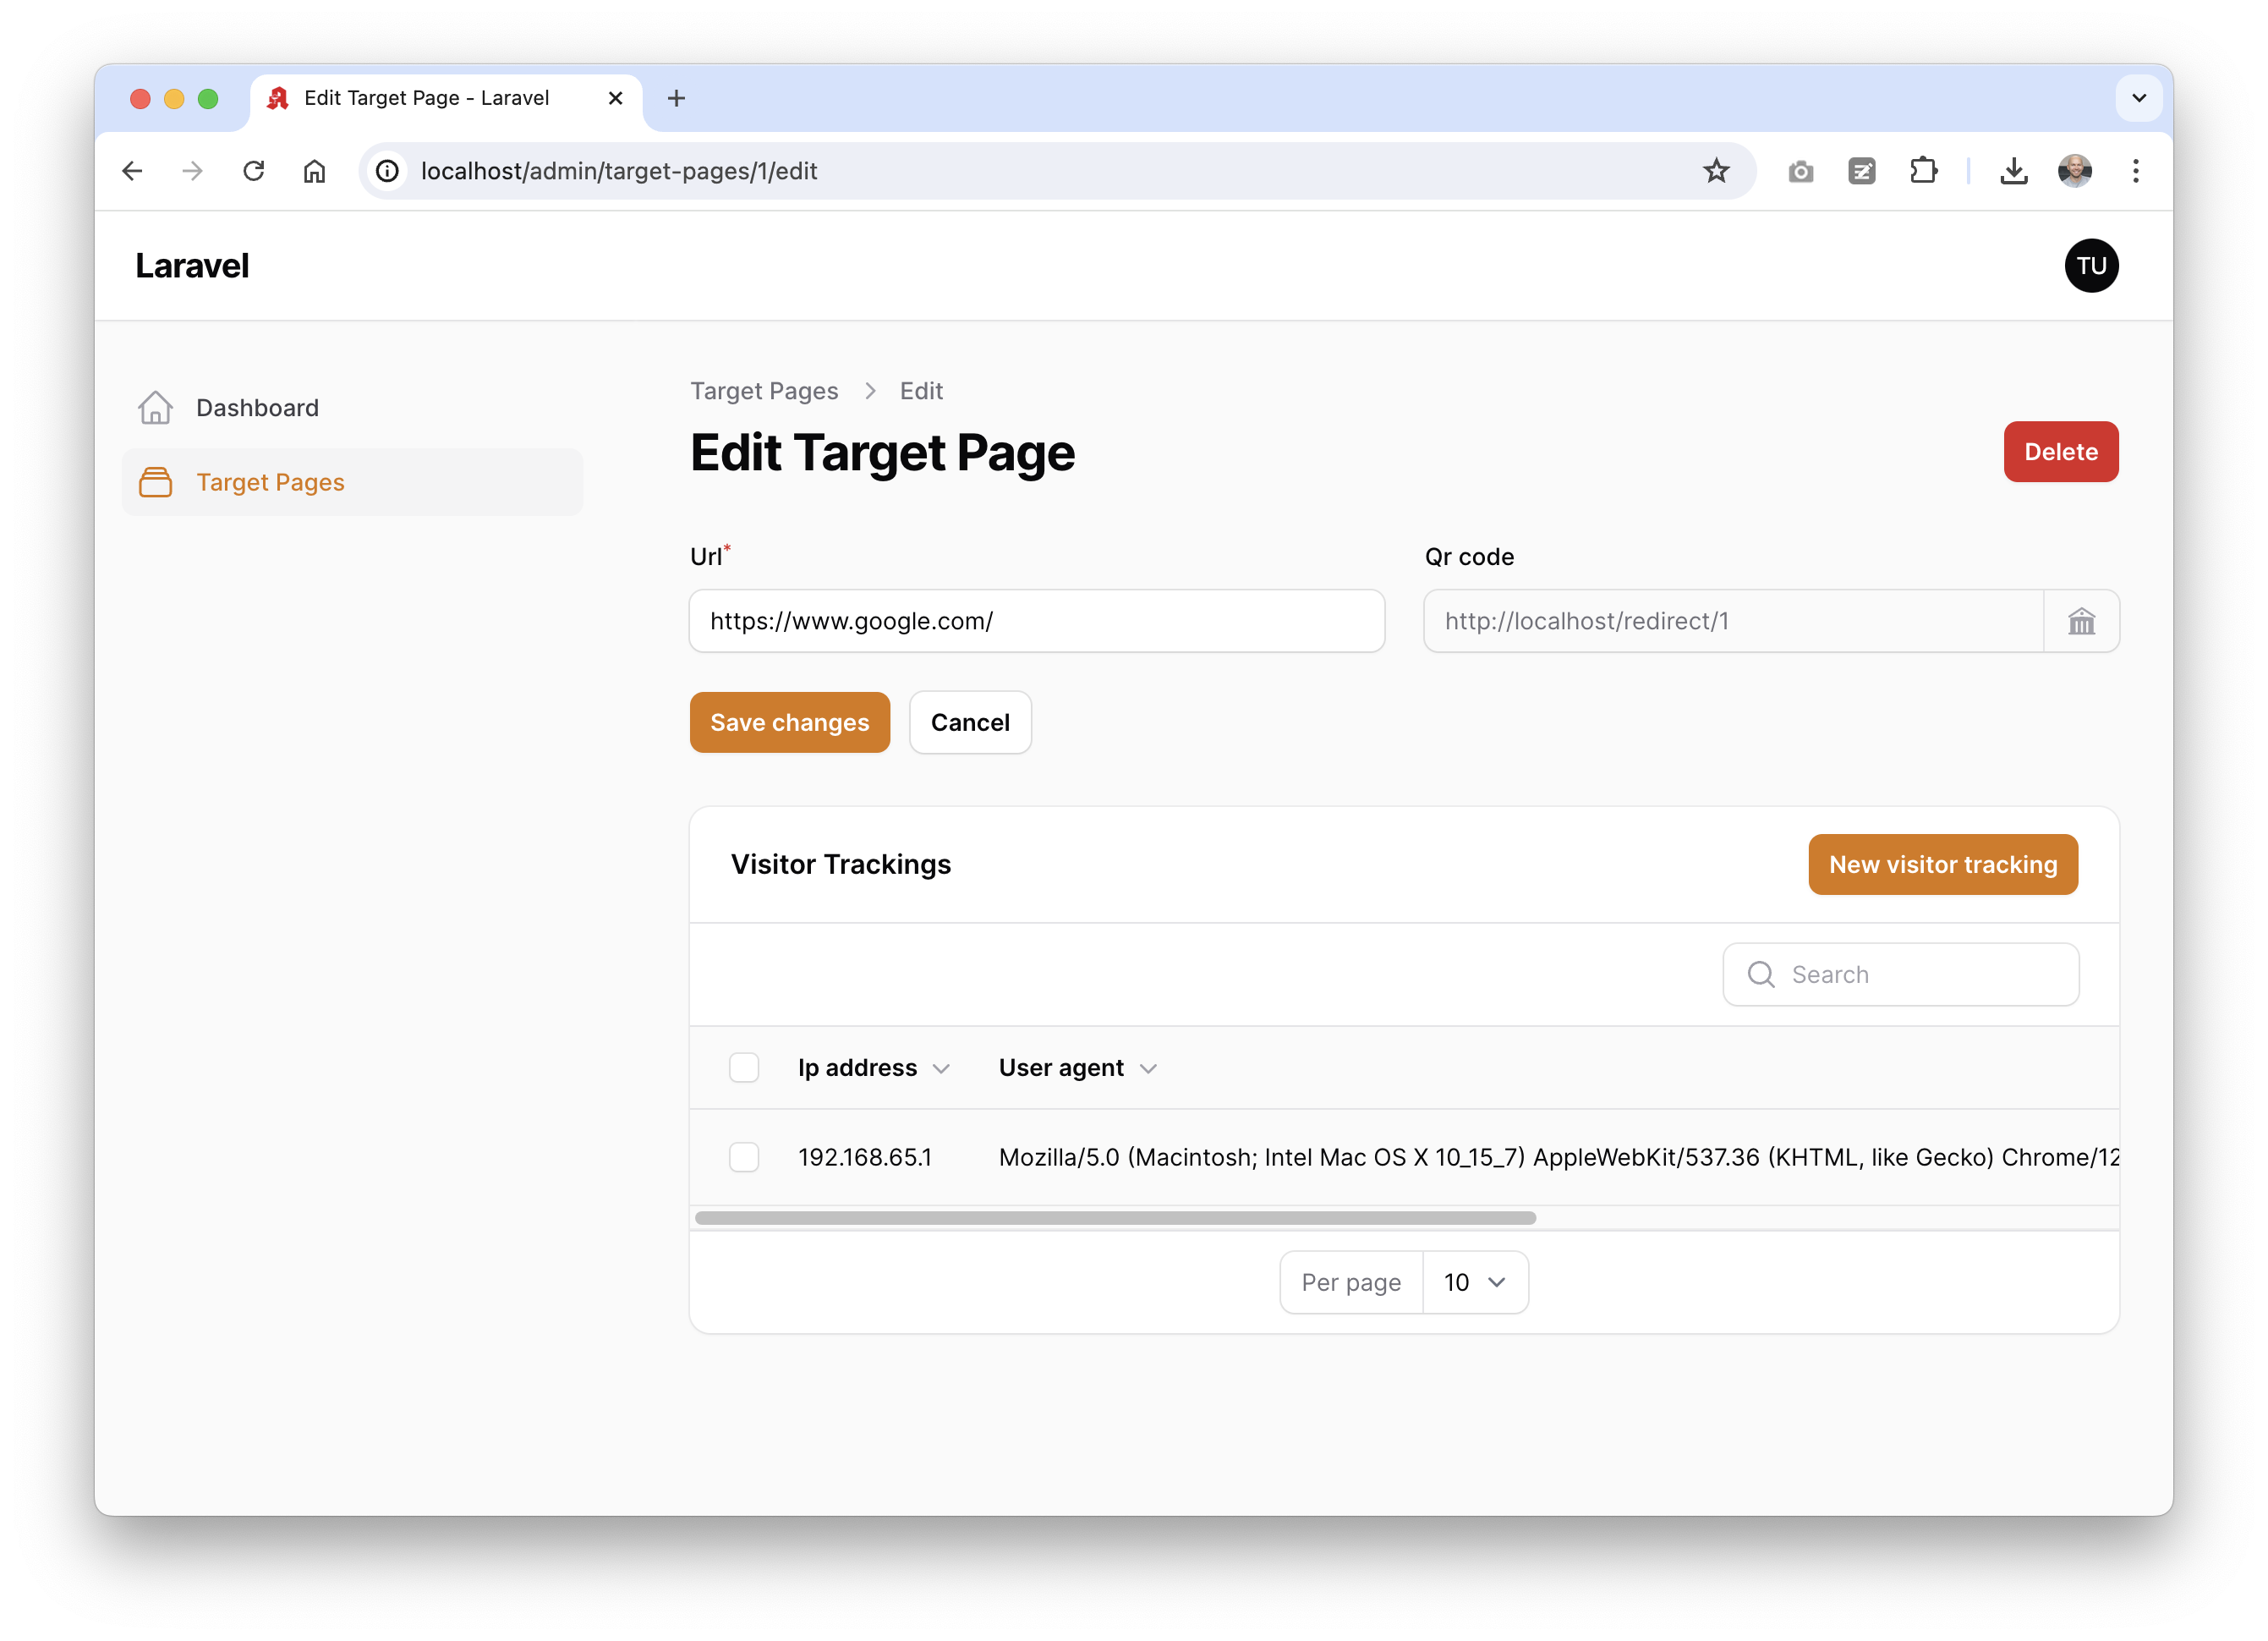 Edit Target Page - Laravel
localhost/admin/target-pages/1/edit
Laravel
TU
Dashboard
Target Pages
Target Pages > Edit
Edit Target Page
Delete
Url*
Qr code
https://www.google.com/
http://localhost/redirect/1
Save changes
Cancel
Visitor Trackings
New visitor tracking
Search
Ip address
User agent
192.168.65.1
Mozilla/5.0 (Macintosh; Intel Mac OS X 10_15_7) AppleWebKit/537.36 (KHTML, like Gecko) Chrome/12
Per page
10